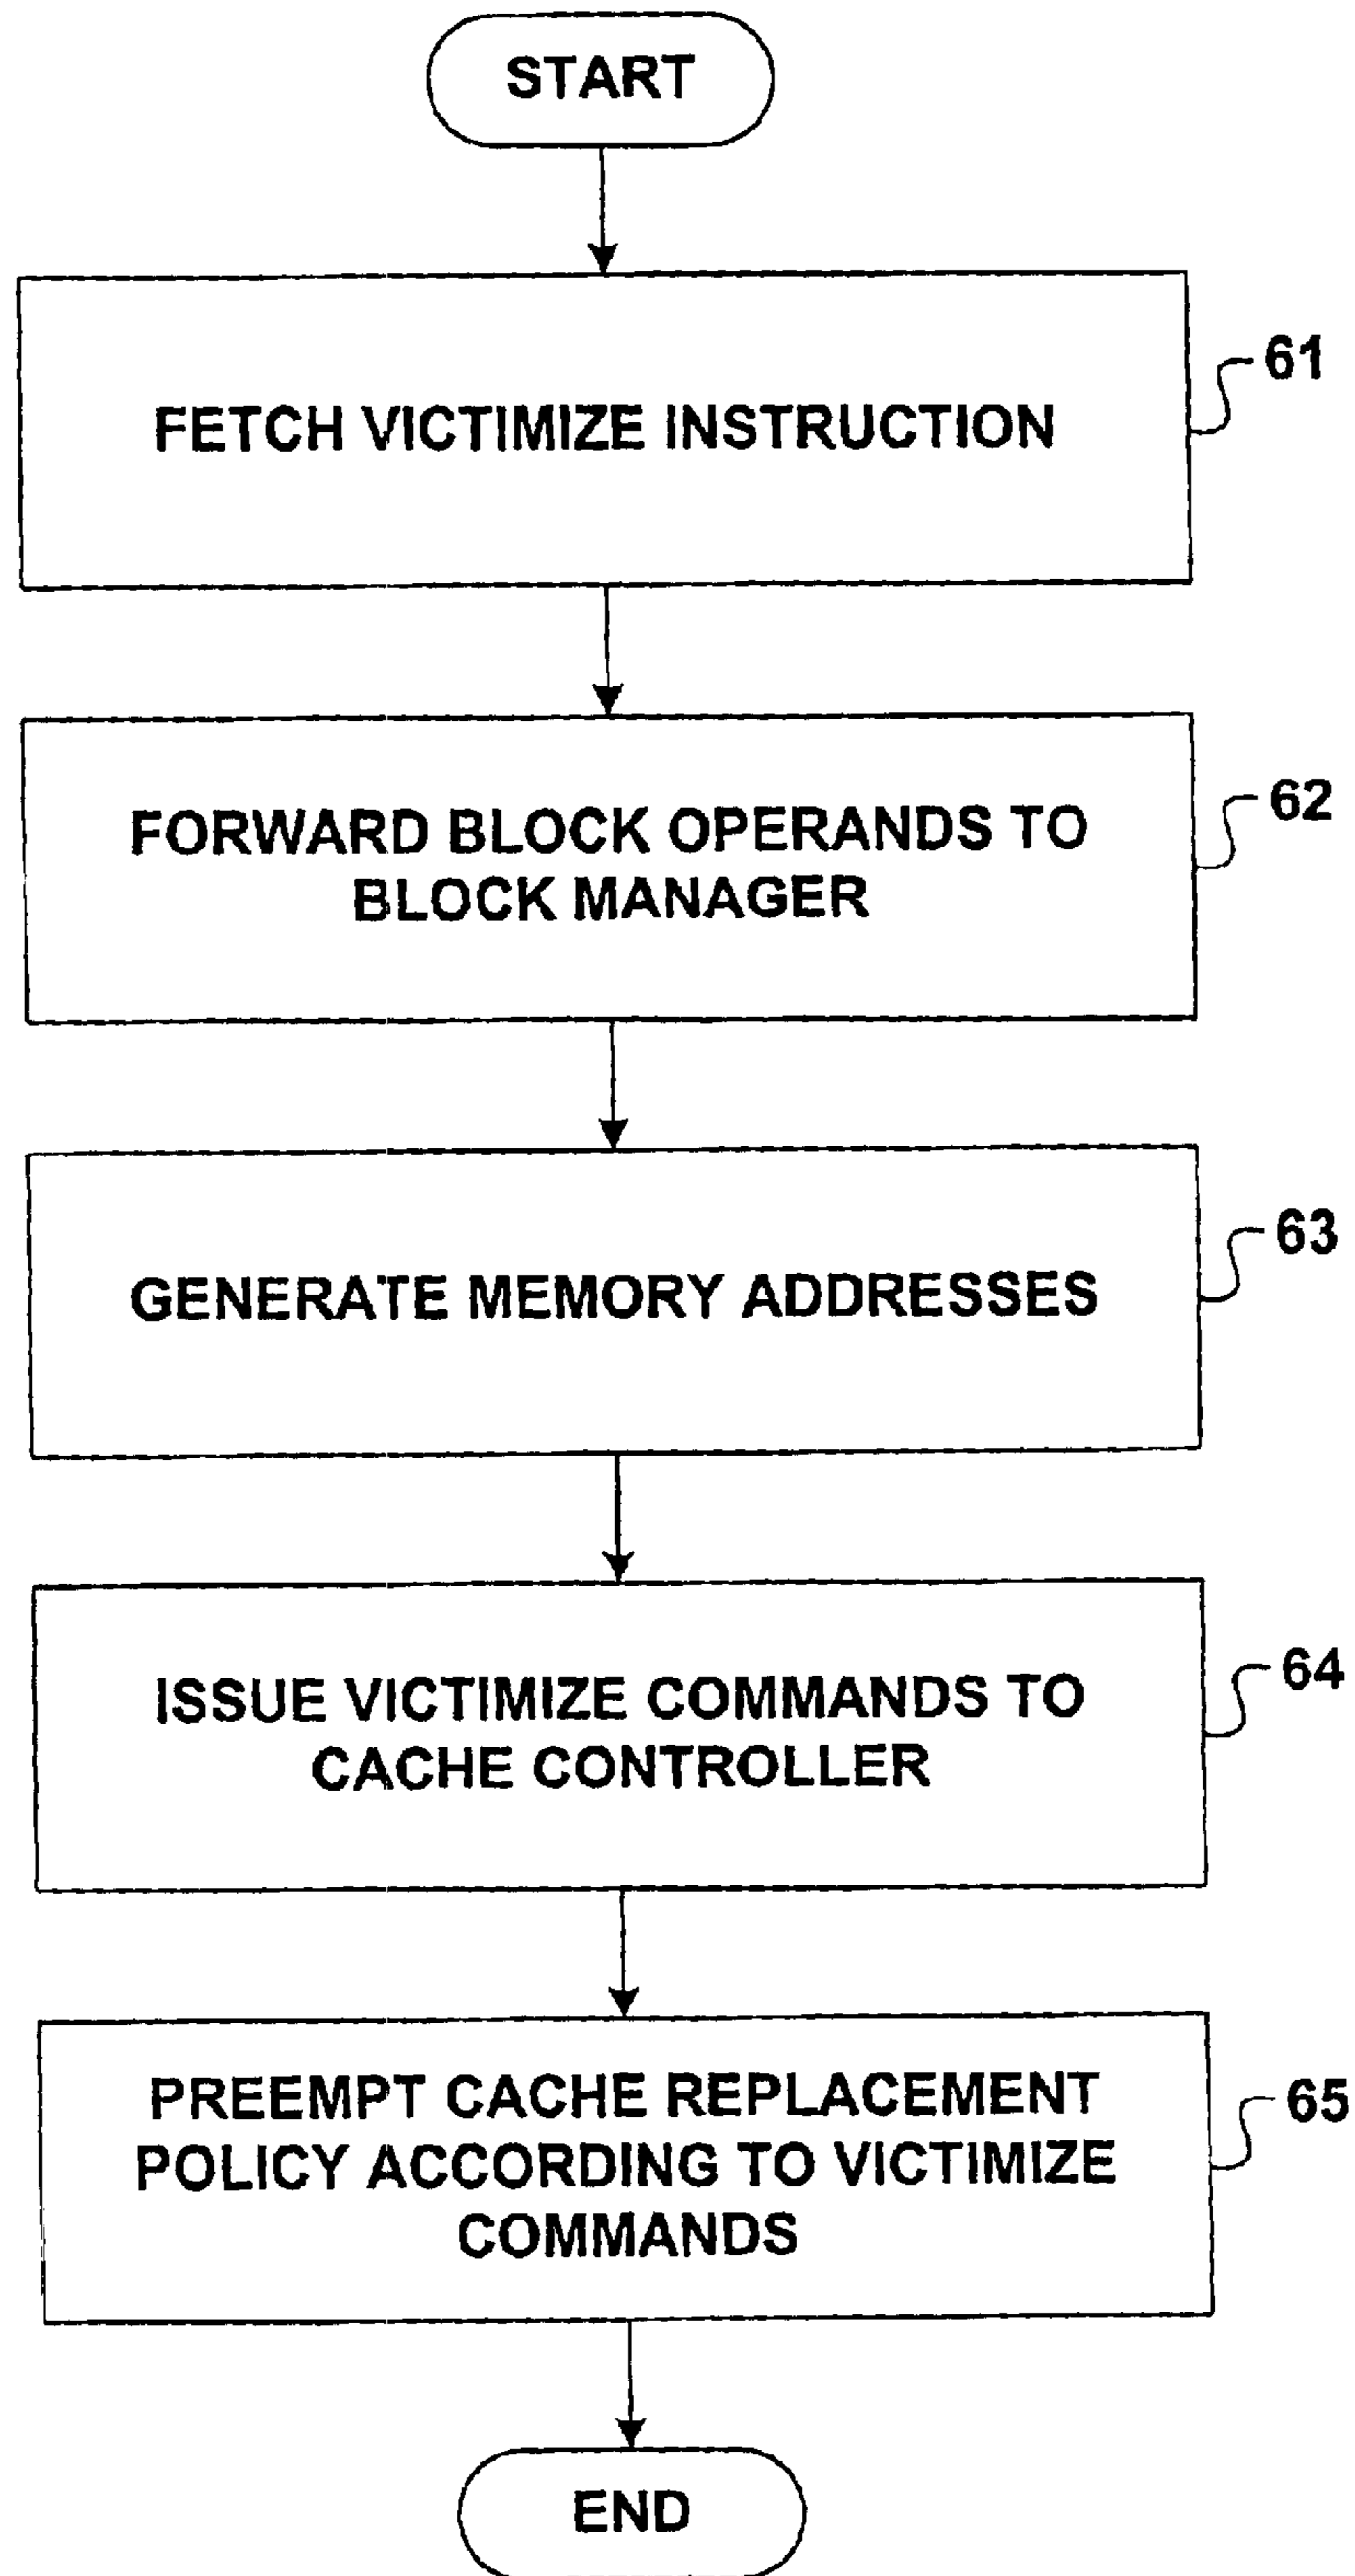 START
FETCH VICTIMIZE INSTRUCTION
61
FORWARD BLOCK OPERANDS TO
BLOCK MANAGER
62
GENERATE MEMORY ADDRESSES
63
ISSUE VICTIMIZE COMMANDS TO
CACHE CONTROLLER
64
PREEMPT CACHE REPLACEMENT
POLICY ACCORDING TO VICTIMIZE
COMMANDS
65
END